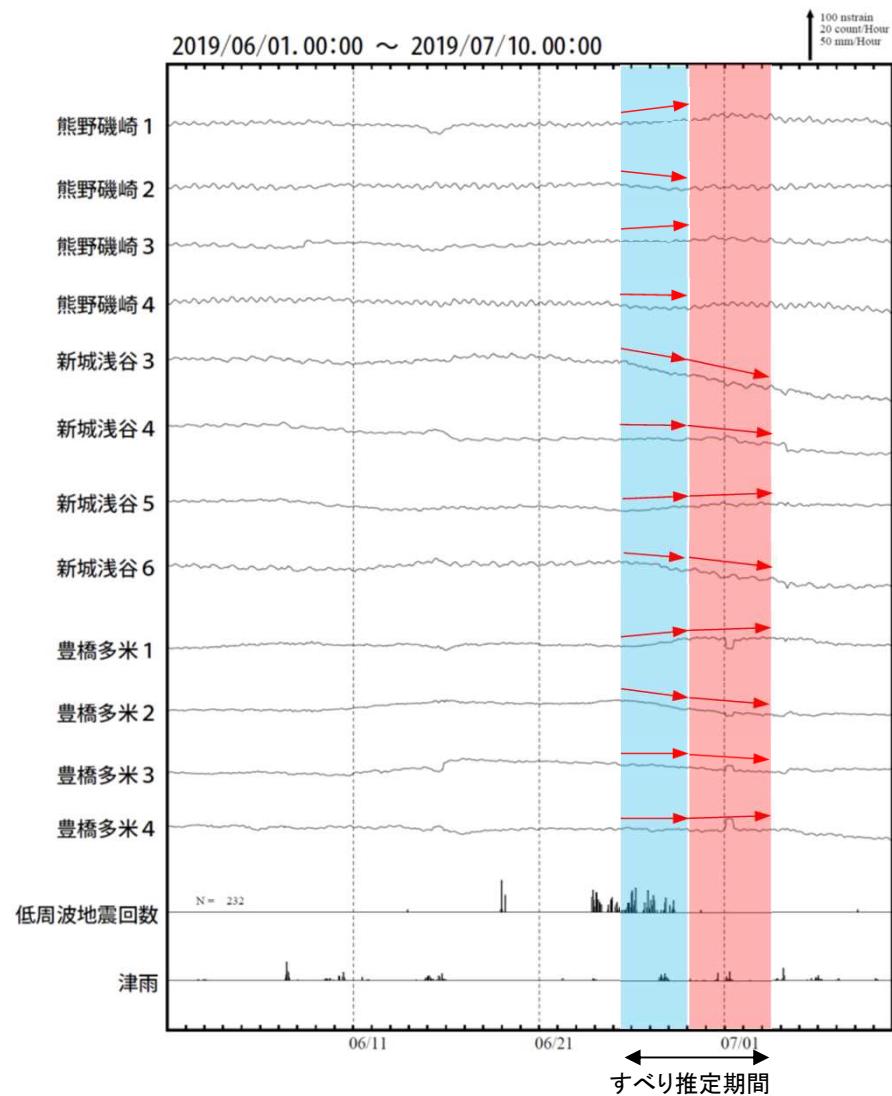 100 nstrain
20 count/Hour
50 mm/Hour
2019/06/01.00:00 ～ 2019/07/10.00:00
熊野磯崎１
熊野磯崎２
熊野磯崎３
熊野磯崎４
新城浅谷３
新城浅谷４
新城浅谷５
新城浅谷６
豊橋多米１
豊橋多米２
豊橋多米３
豊橋多米４
低周波地震回数
N = 232
津雨
06/11 06/21 07/01
すべり推定期間